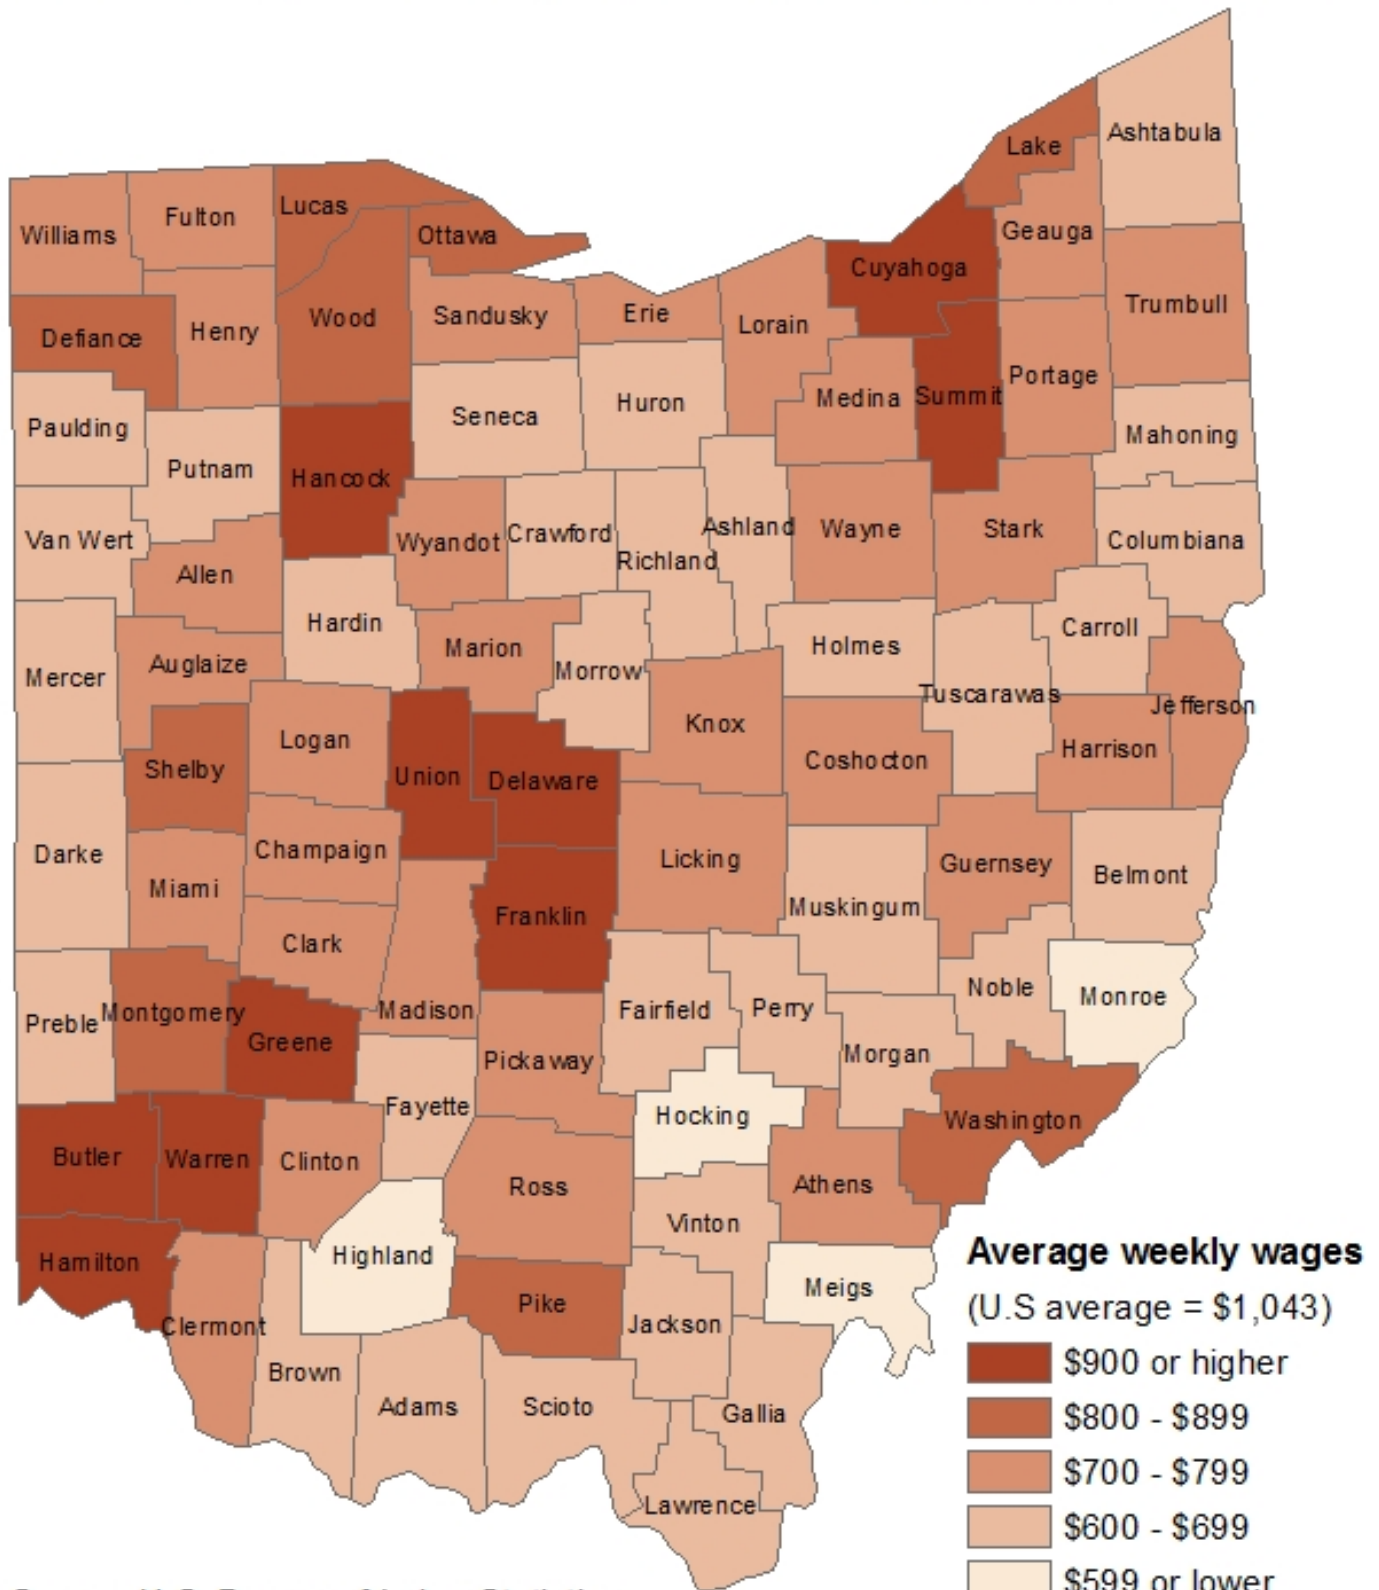 Ashtabula
Lake
Williams
Fulton
Lucas
Ottawa
Geauga
Cuyahoga
Defiance
Henry
Wood
Sandusky
Erie
Lorain
Trumbull
Paulding
Seneca
Huron
Medina
Summit
Portage
Mahoning
Putnam
Hancock
Van Wert
Allen
Wyandot
Crawford
Richland
Ashland
Wayne
Stark
Columbiana
Mercer
Auglaize
Hardin
Marion
Morrow
Holmes
Tuscarawas
Carroll
Jefferson
Shelby
Logan
Union
Delaware
Knox
Coshocton
Harrison
Darke
Miami
Champaign
Licking
Muskingum
Guernsey
Belmont
Clark
Franklin
Preble
Montgomery
Greene
Madison
Pickaway
Fairfield
Perry
Morgan
Noble
Monroe
Butler
Warren
Clinton
Fayette
Ross
Hocking
Athens
Washington
Hamilton
Highland
Vinton
Meigs
Clermont
Brown
Adams
Pike
Scioto
Jackson
Gallia
Lawrence
Average weekly wages
(U.S average = $1,043)
$900 or higher
$800 - $899
$700 - $799
$600 - $699
$599 or lower